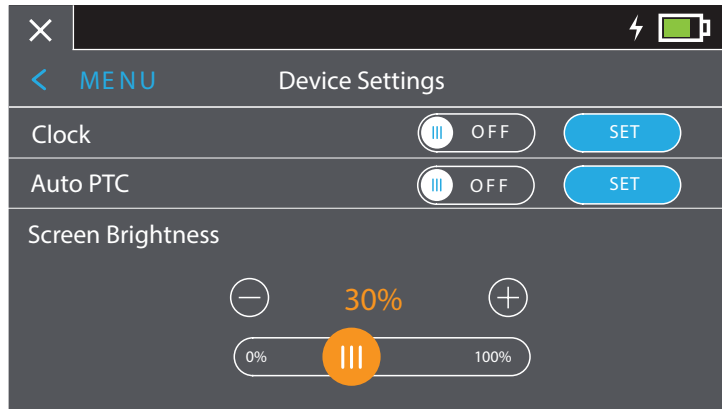 MENU Device Settings
Clock OFF SET
Auto PTC OFF SET
Screen Brightness
30%
0% 100%